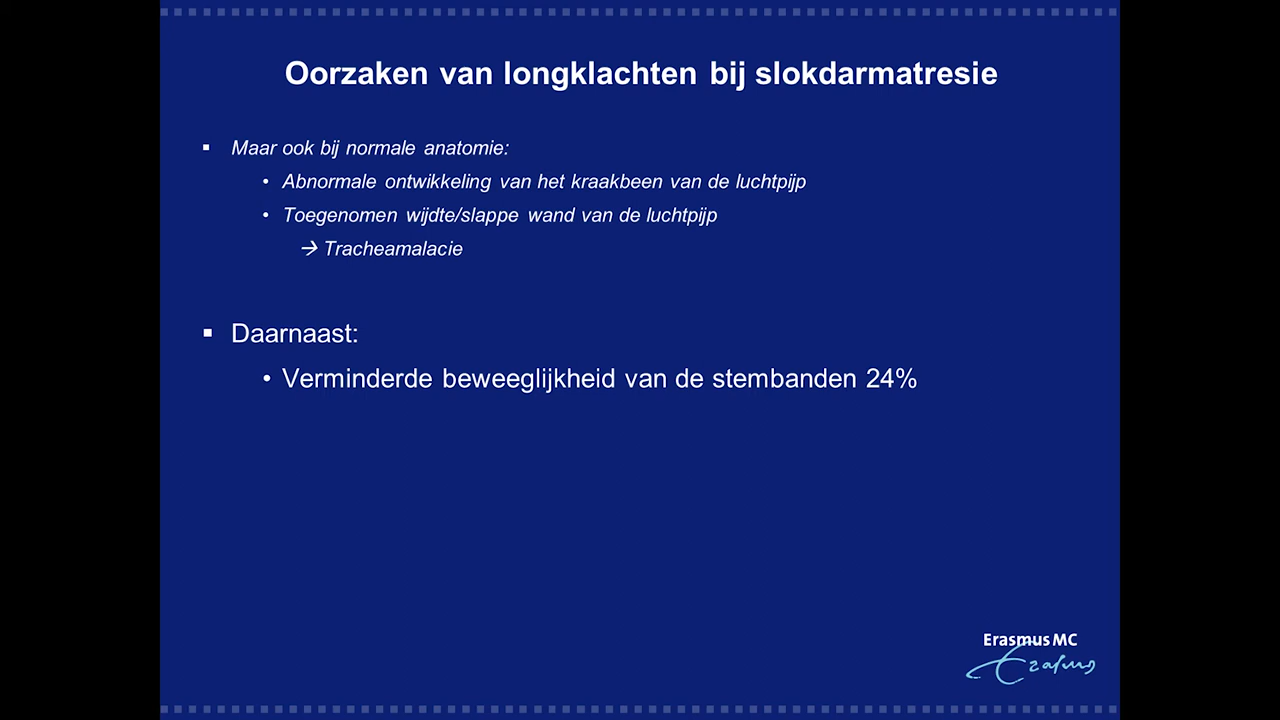 Oorzaken van longklachten bij slokdarmatresie
▪ Maar ook bij normale anatomie:
• Abnormale ontwikkeling van het kraakbeen van de luchtpijp
• Toegenomen wijdte/slappe wand van de luchtpijp
→ Tracheamalacie
▪ Daarnaast:
• Verminderde beweeglijkheid van de stembanden 24%
Erasmus MC
Erasmus